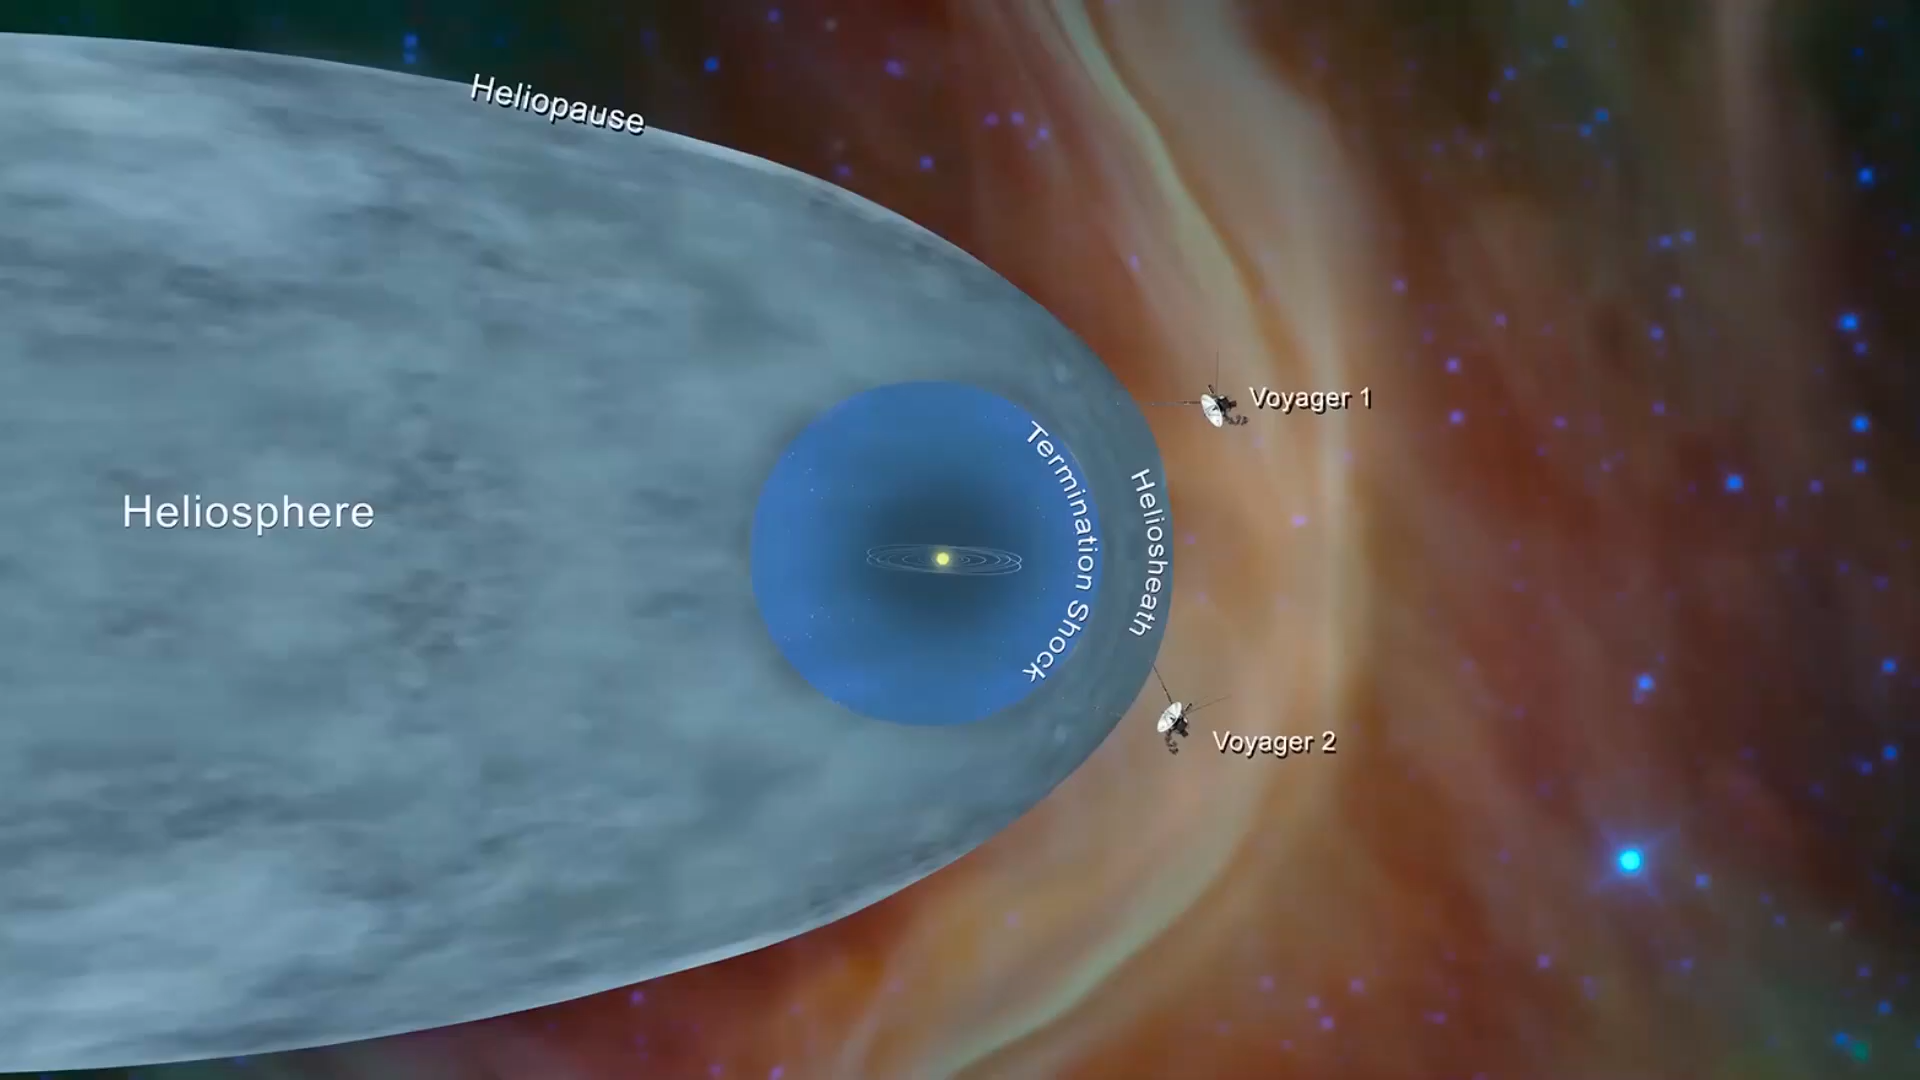 Heliopause
Voyager 1
Termination Shock
Heliosheath
Heliosphere
Voyager 2